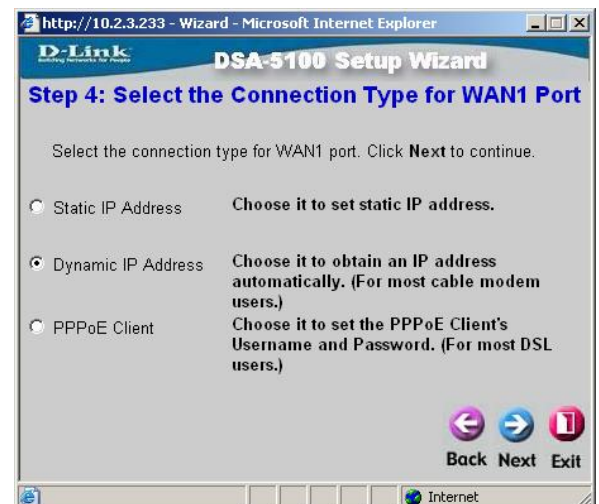 http://10.2.3.233 - Wizard - Microsoft Internet Explorer
D-Link
Building Networks for People
DSA-5100 Setup Wizard
Step 4: Select the Connection Type for WAN1 Port
Select the connection type for WAN1 port. Click Next to continue.
Static IP Address
Choose it to set static IP address.
Dynamic IP Address
Choose it to obtain an IP address
automatically. (For most cable modem
users.)
PPPoE Client
Choose it to set the PPPoE Client's
Username and Password. (For most DSL
users.)
Back Next Exit
Internet